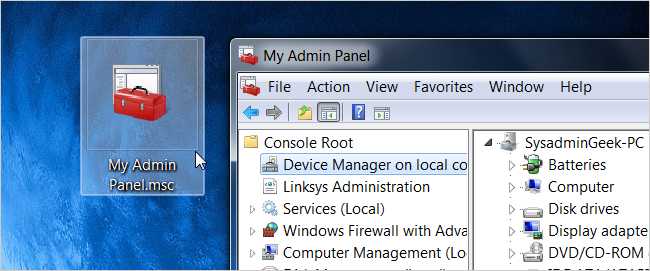 My Admin
Panel.msc
My Admin Panel
File Action View Favorites Window Help
Console Root
Device Manager on local co
Linksys Administration
Services (Local)
Windows Firewall with Adva
Computer Management (Loc
SysadminGeek-PC
Batteries
Computer
Disk drives
Display adapte
DVD/CD-ROM